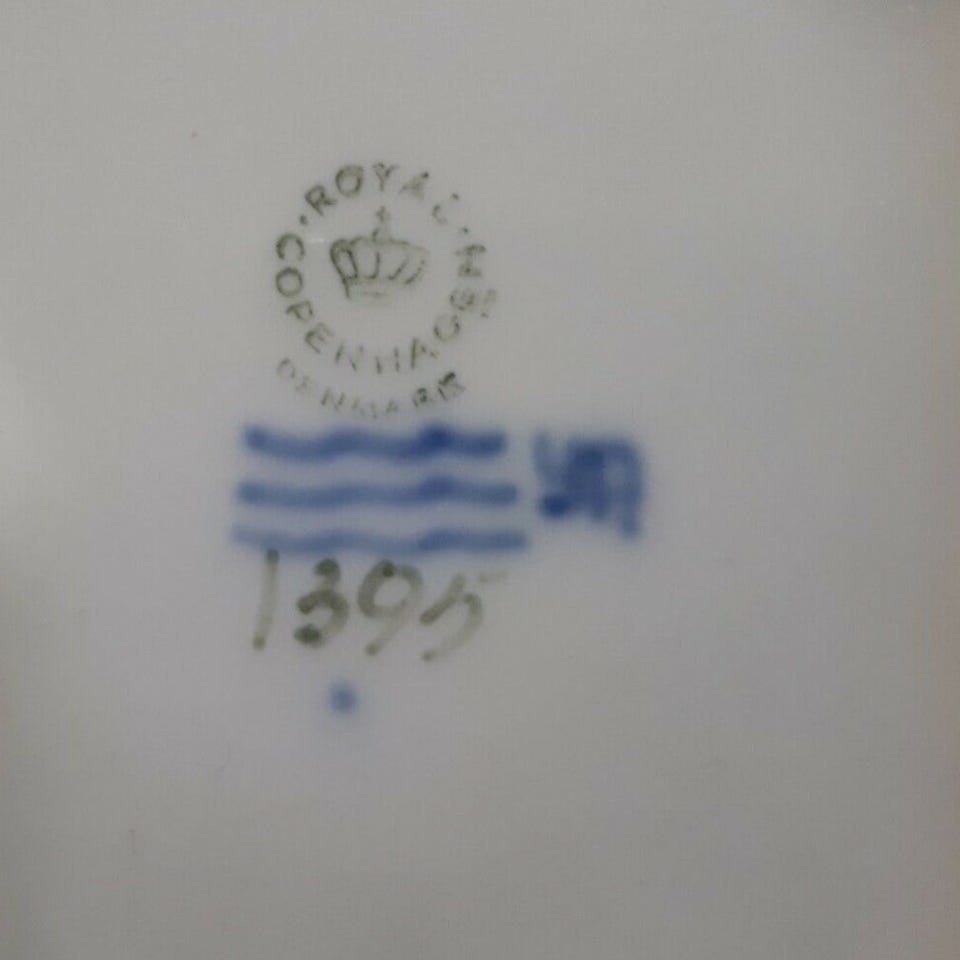 ROYAL
COPENHAGEN
DENMARK
1395